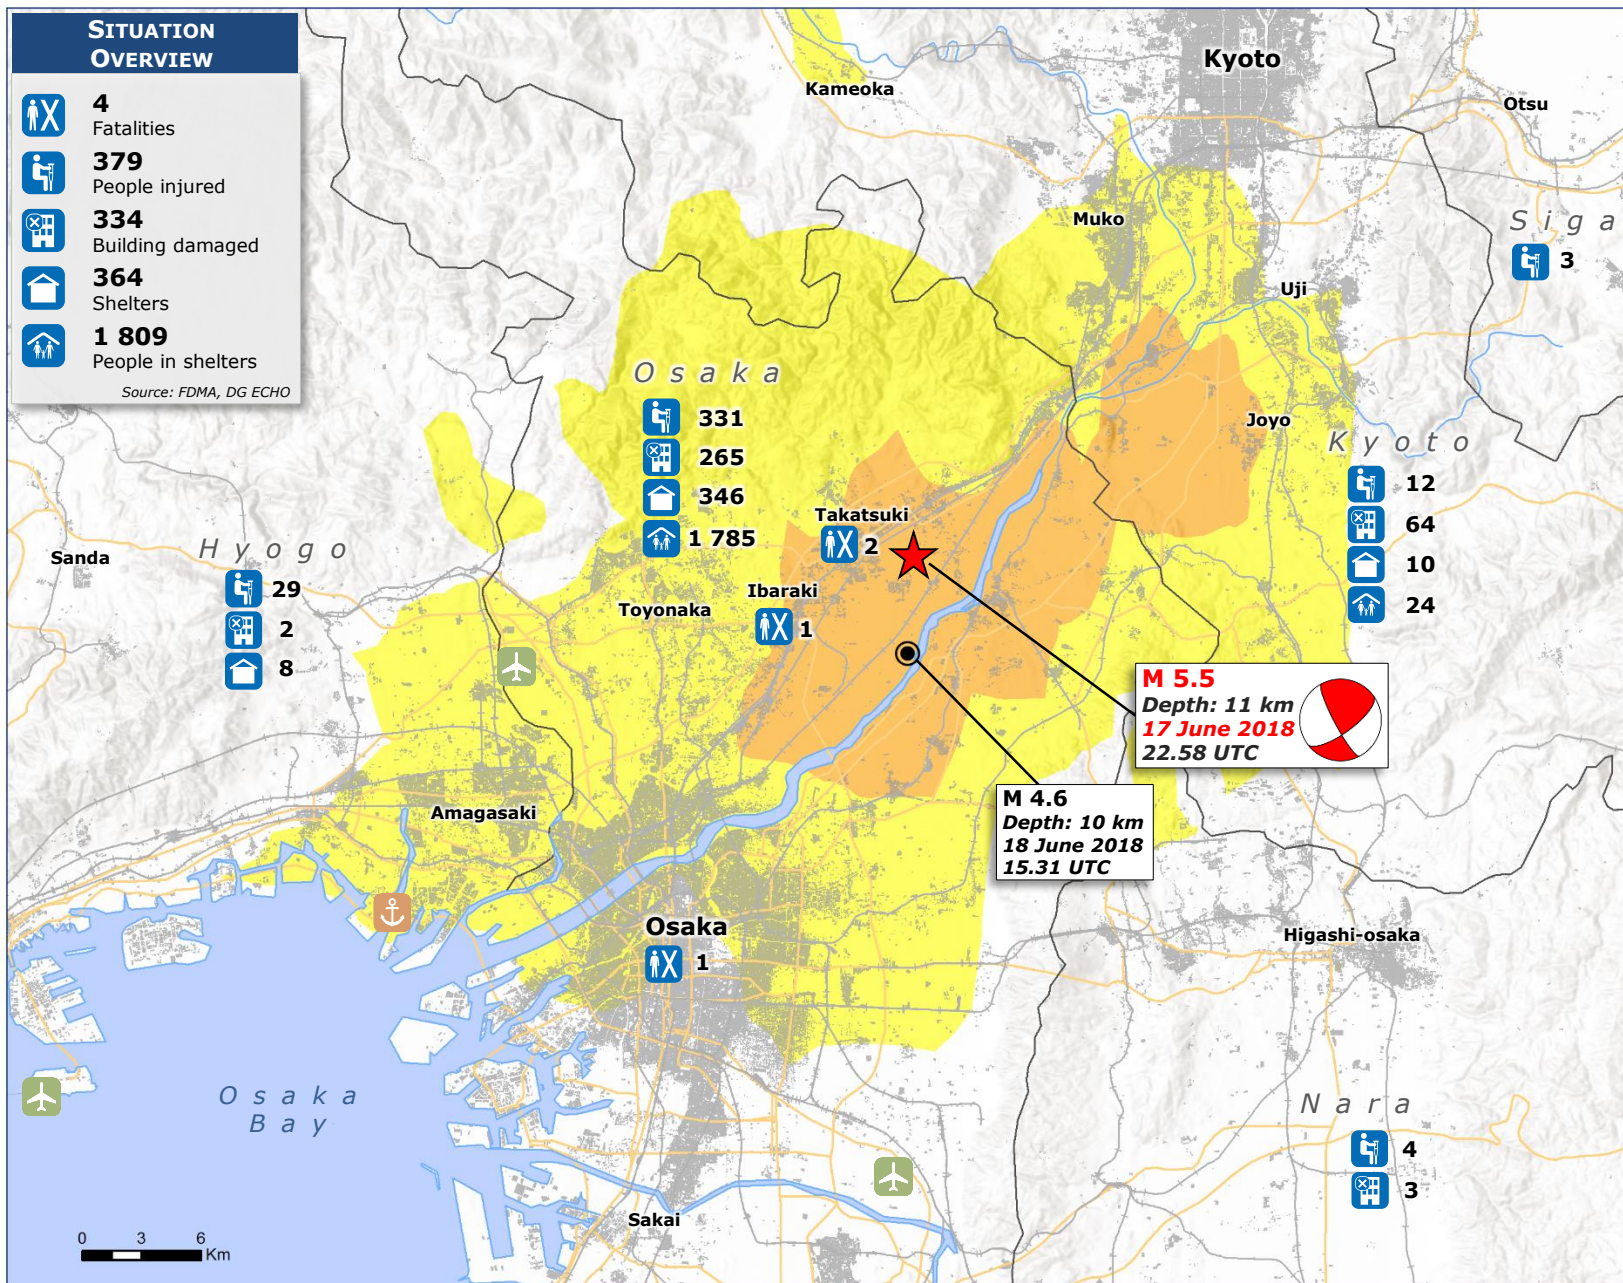 SITUATION
OVERVIEW
4
Fatalities
379
People injured
334
Building damaged
364
Shelters
1 809
People in shelters
Source: FDMA, DG ECHO
Kyoto
Kameoka
Otsu
Muko
Siga
3
Uji
Osaka
331
265
346
1 785
Joyo
Kyoto
12
64
10
24
Takatsuki
2
Sanda
Hyogo
29
2
8
Toyonaka
Ibaraki
1
M 5.5
Depth: 11 km
17 June 2018
22.58 UTC
M 4.6
Depth: 10 km
18 June 2018
15.31 UTC
Amagasaki
Osaka
1
Higashi-osaka
Osaka
Bay
Nara
4
3
Sakai
0 3 6
Km